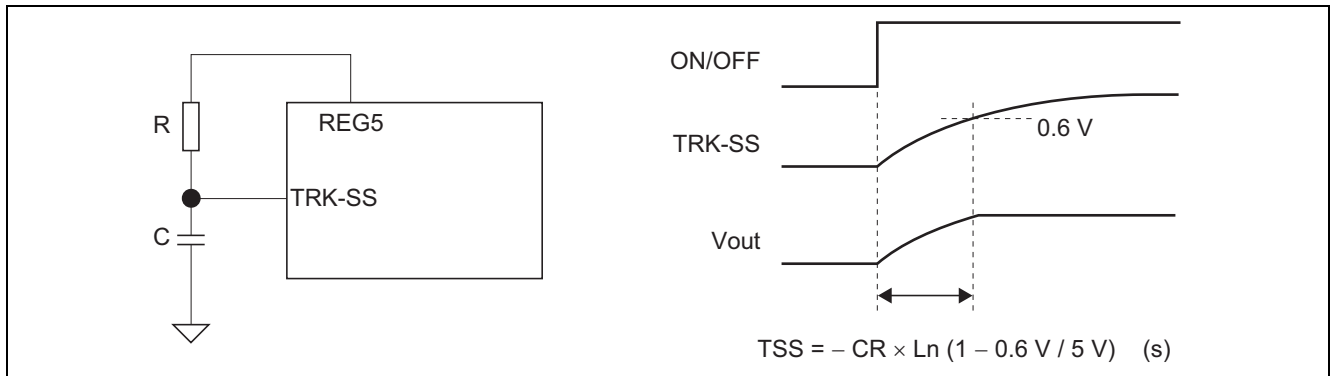 R
REG5
TRK-SS
C
ON/OFF
TRK-SS
0.6 V
Vout
TSS = – CR × Ln (1 – 0.6 V / 5 V) (s)